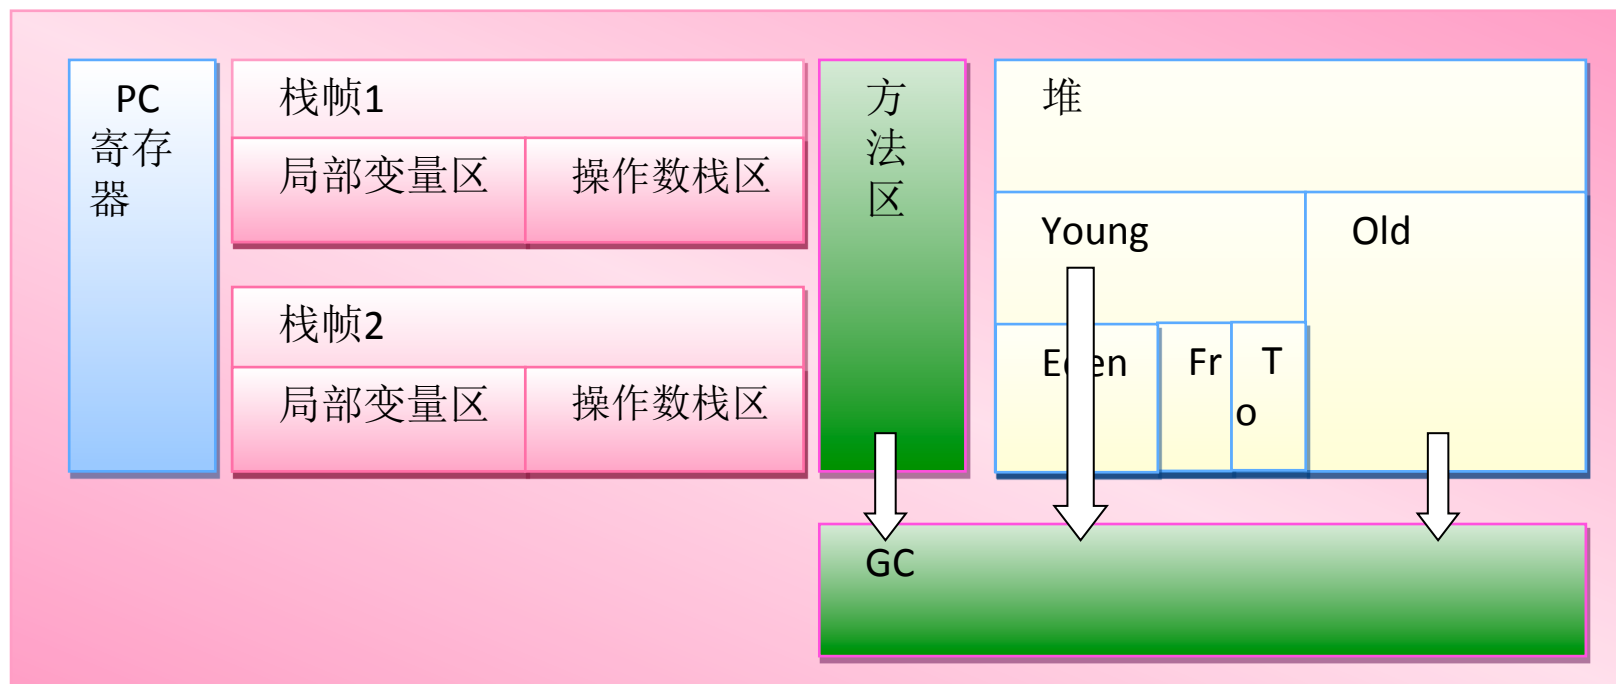 PC
寄存
器
栈帧1
局部变量区
操作数栈区
栈帧2
局部变量区
操作数栈区
方
法
区
堆
Young
Old
Eden
Fr
T
o
GC